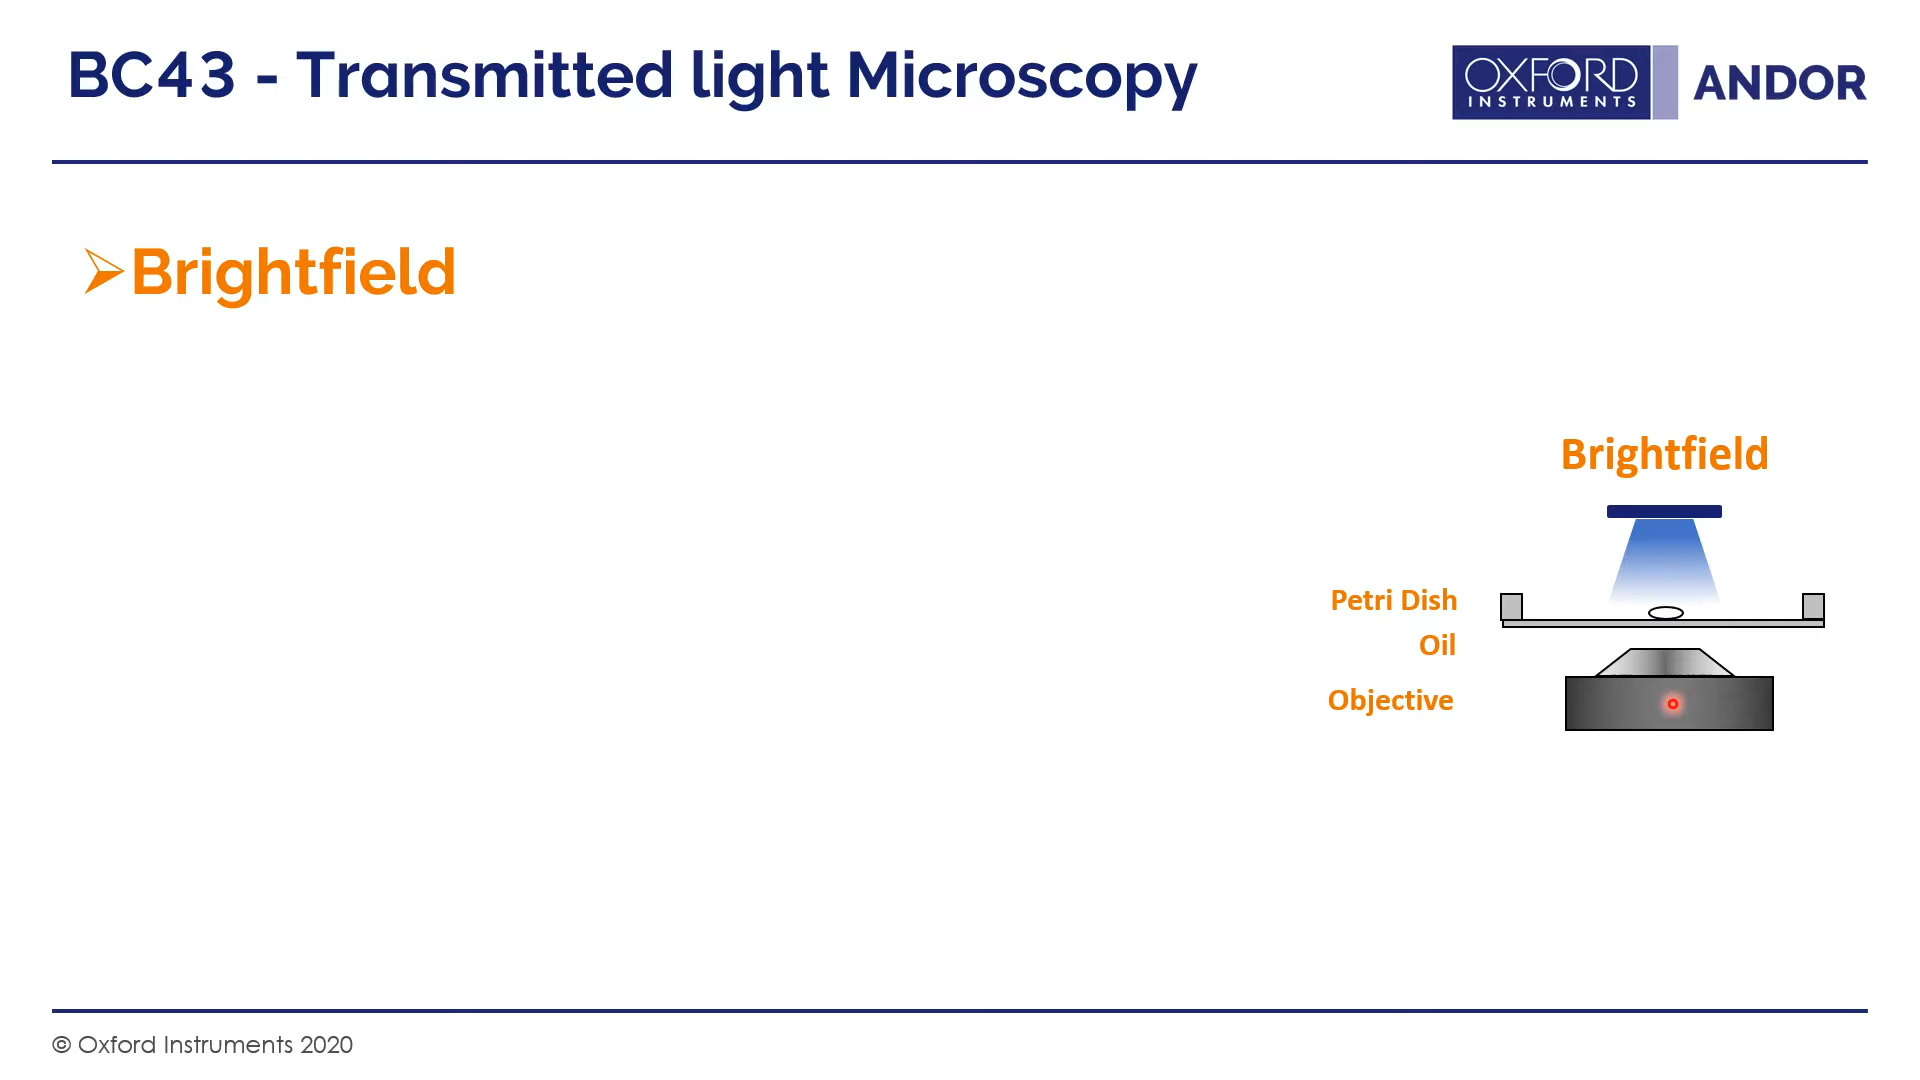 BC43 - Transmitted light Microscopy
OXFORD
INSTRUMENTS
ANDOR
Brightfield
Brightfield
Petri Dish
Oil
Objective
© Oxford Instruments 2020